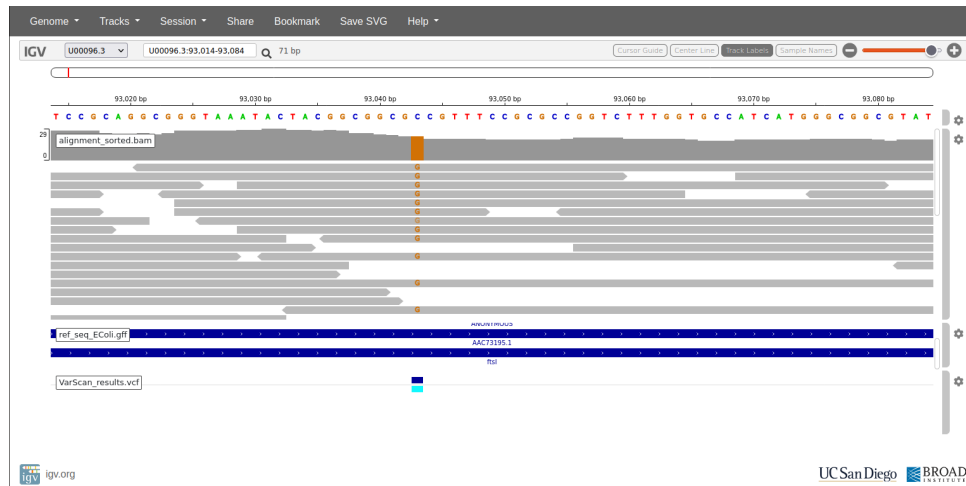 Genome Tracks Session Share Bookmark Save SVG Help
IGV U00096.3 U00096.3:93,014-93,084 71 bp Cursor Guide Center Line Track Labels Sample Names
93,020 bp 93,030 bp 93,040 bp 93,050 bp 93,060 bp 93,070 bp 93,080 bp
T C C G C A G G C G G G T A A A T A C T A C G G C G G C G C C G T T T C C G C G C C G G T C T T T G G T G C C A T C A T G G G C G G C G T A T
29
alignment_sorted.bam
0
G
G
G
G
G
G
G
G
G
G
G
G
ANONYMOUS
ref_seq_EColi.gff
AAC73195.1
ftsI
VarScan_results.vcf
igv igv.org UC San Diego BROAD
INSTITUTE